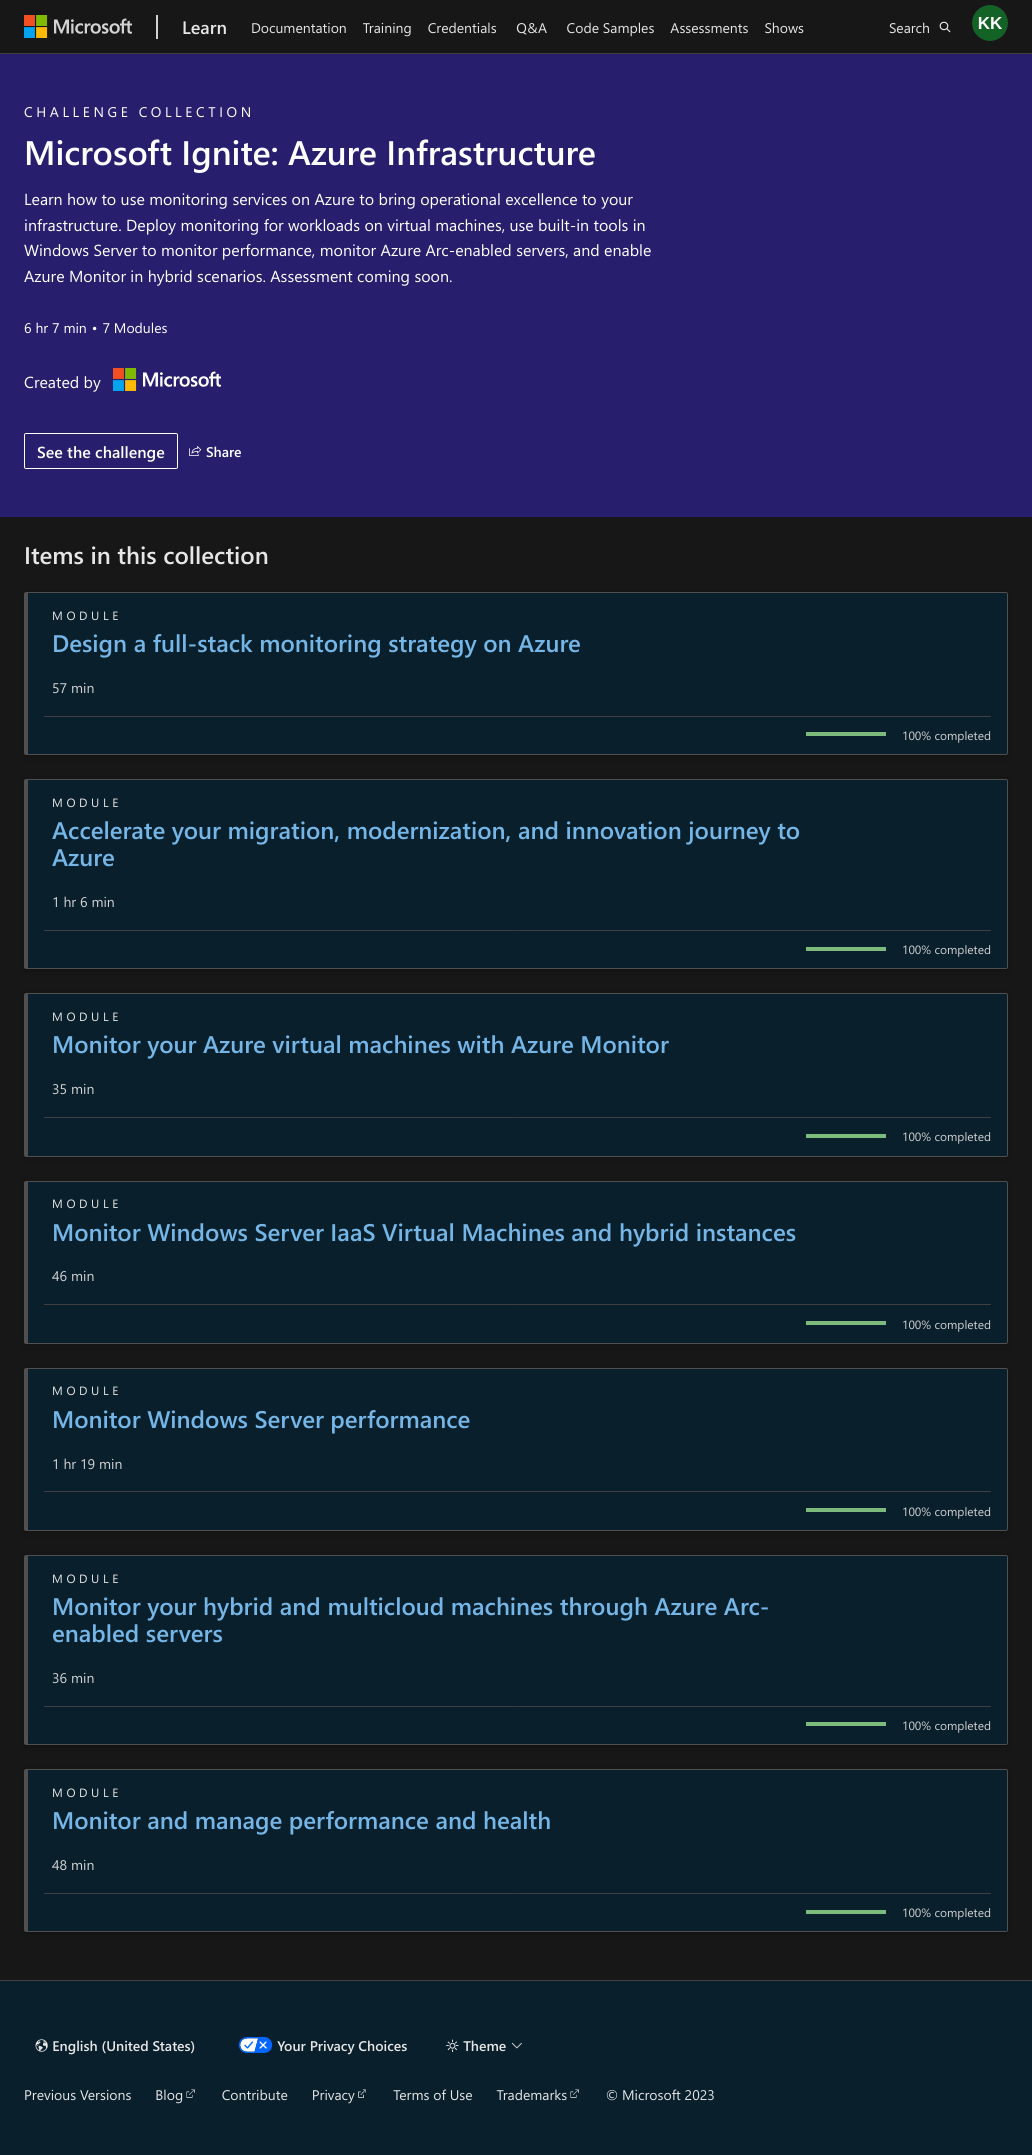 Microsoft
Learn
Documentation
Training
Credentials
Q&A
Code Samples
Assessments
Shows
Search
KK
CHALLENGE COLLECTION
Microsoft Ignite: Azure Infrastructure
Learn how to use monitoring services on Azure to bring operational excellence to your
infrastructure. Deploy monitoring for workloads on virtual machines, use built-in tools in
Windows Server to monitor performance, monitor Azure Arc-enabled servers, and enable
Azure Monitor in hybrid scenarios. Assessment coming soon.
6 hr 7 min • 7 Modules
Created by Microsoft
See the challenge
Share
Items in this collection
MODULE
Design a full-stack monitoring strategy on Azure
57 min
100% completed
MODULE
Accelerate your migration, modernization, and innovation journey to
Azure
1 hr 6 min
100% completed
MODULE
Monitor your Azure virtual machines with Azure Monitor
35 min
100% completed
MODULE
Monitor Windows Server IaaS Virtual Machines and hybrid instances
46 min
100% completed
MODULE
Monitor Windows Server performance
1 hr 19 min
100% completed
MODULE
Monitor your hybrid and multicloud machines through Azure Arc-
enabled servers
36 min
100% completed
MODULE
Monitor and manage performance and health
48 min
100% completed
English (United States)
Your Privacy Choices
Theme
Previous Versions
Blog
Contribute
Privacy
Terms of Use
Trademarks
© Microsoft 2023